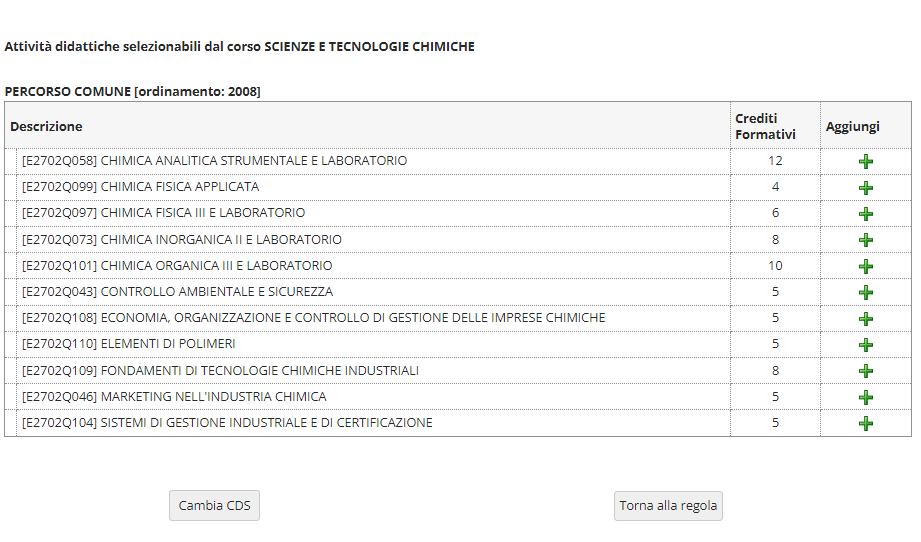 Attività didattiche selezionabili dal corso SCIENZE E TECNOLOGIE CHIMICHE
PERCORSO COMUNE [ordinamento: 2008]
Descrizione Crediti Formativi Aggiungi
[E2702Q058] CHIMICA ANALITICA STRUMENTALE E LABORATORIO 12
[E2702Q099] CHIMICA FISICA APPLICATA 4
[E2702Q097] CHIMICA FISICA III E LABORATORIO 6
[E2702Q073] CHIMICA INORGANICA II E LABORATORIO 8
[E2702Q101] CHIMICA ORGANICA III E LABORATORIO 10
[E2702Q043] CONTROLLO AMBIENTALE E SICUREZZA 5
[E2702Q108] ECONOMIA, ORGANIZZAZIONE E CONTROLLO DI GESTIONE DELLE IMPRESE CHIMICHE 5
[E2702Q110] ELEMENTI DI POLIMERI 5
[E2702Q109] FONDAMENTI DI TECNOLOGIE CHIMICHE INDUSTRIALI 8
[E2702Q046] MARKETING NELL'INDUSTRIA CHIMICA 5
[E2702Q104] SISTEMI DI GESTIONE INDUSTRIALE E DI CERTIFICAZIONE 5
Cambia CDS Torna alla regola